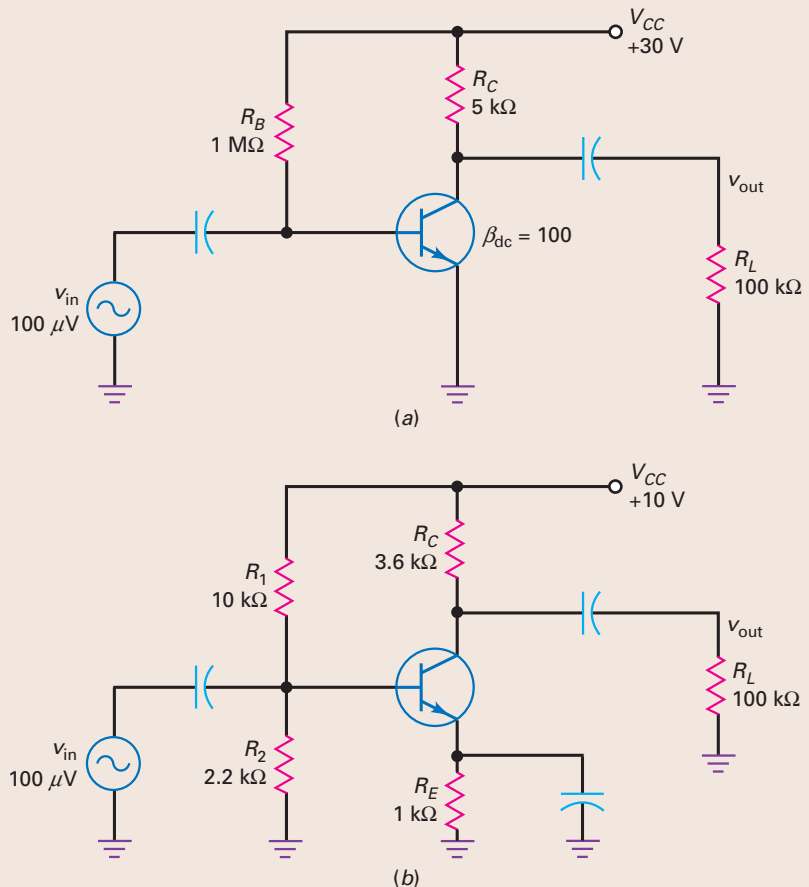 V_CC
+30 V
R_C
5 kΩ
R_B
1 MΩ
v_out
β_dc = 100
R_L
100 kΩ
v_in
100 μV
(a)
V_CC
+10 V
R_C
3.6 kΩ
R_1
10 kΩ
v_out
R_L
100 kΩ
v_in
100 μV
R_2
2.2 kΩ
R_E
1 kΩ
(b)